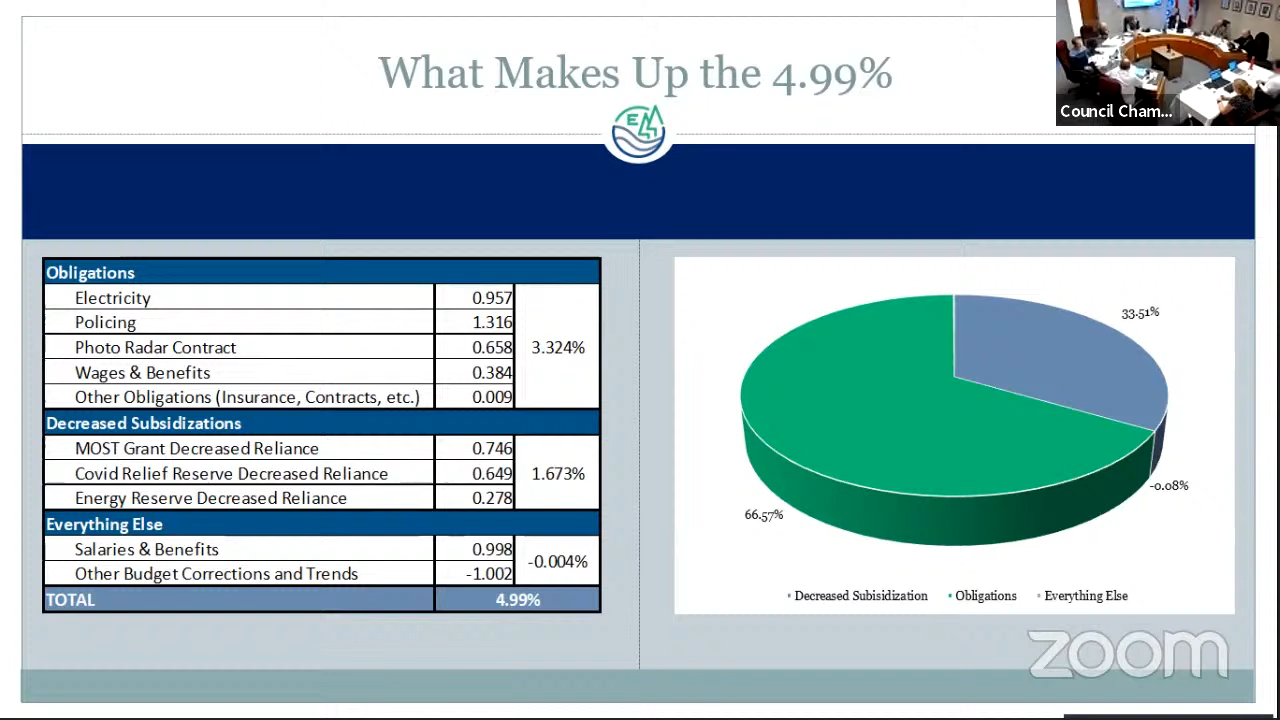 What Makes Up the 4.99%
Council Cham...
E
Obligations
Electricity 0.957
Policing 1.316
Photo Radar Contract 0.658 3.324%
Wages & Benefits 0.384
Other Obligations (Insurance, Contracts, etc.) 0.009
Decreased Subsidizations
MOST Grant Decreased Reliance 0.746
Covid Relief Reserve Decreased Reliance 0.649 1.673%
Energy Reserve Decreased Reliance 0.278
Everything Else
Salaries & Benefits 0.998
-0.004%
Other Budget Corrections and Trends -1.002
TOTAL 4.99%
33.51%
-0.08%
66.57%
Decreased Subisidization Obligations Everything Else
zoom